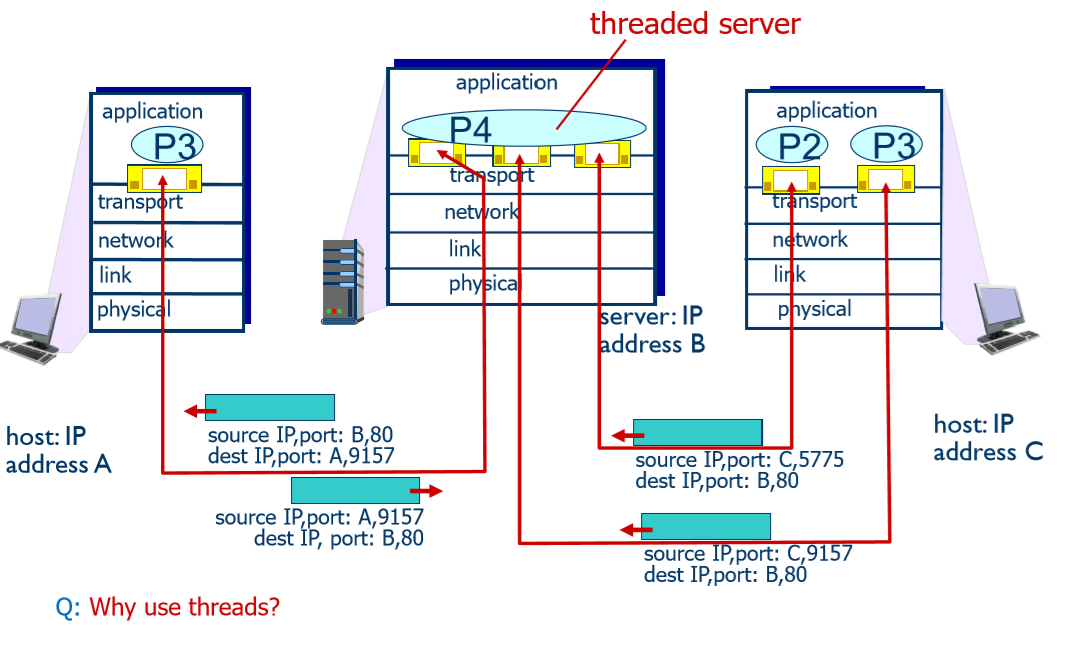 threaded server
application
P3
transport
network
link
physical
application
P4
transport
network
link
physical
application
P2
P3
transport
network
link
physical
server: IP
address B
host: IP
address A
host: IP
address C
source IP,port: B,80
dest IP,port: A,9157
source IP,port: A,9157
dest IP, port: B,80
source IP,port: C,5775
dest IP,port: B,80
source IP,port: C,9157
dest IP,port: B,80
Q: Why use threads?